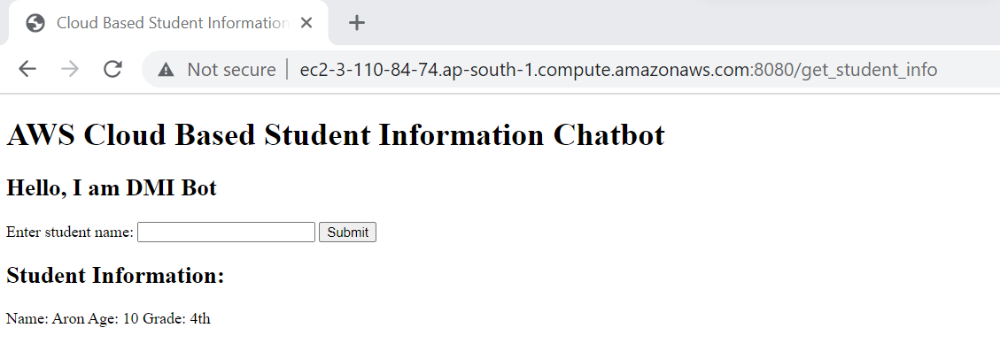 Cloud Based Student Information
Not secure ec2-3-110-84-74.ap-south-1.compute.amazonaws.com:8080/get_student_info
AWS Cloud Based Student Information Chatbot
Hello, I am DMI Bot
Enter student name: Submit
Student Information:
Name: Aron Age: 10 Grade: 4th